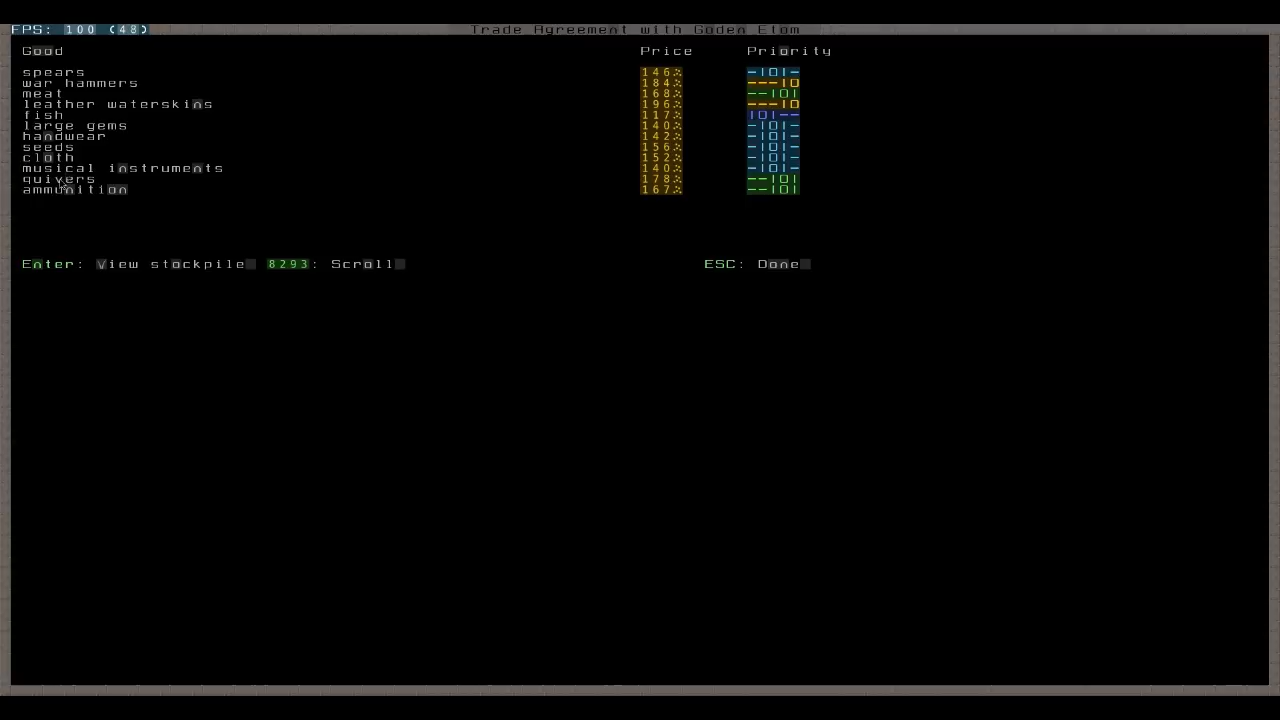 FPS: 100 (48) Trade Agreement with Goden Etom
Good Price Priority
spears 146% -|O|-
war hammers 184% ---|O
meat 168% --|O|
leather waterskins 196% ---|O
fish 117% |O|--
large gems 140% -|O|-
handwear 142% -|O|-
seeds 156% -|O|-
cloth 152% -|O|-
musical instruments 140% -|O|-
quivers 178% --|O|
ammunition 167% --|O|
Enter: View stockpile 8293: Scroll ESC: Done